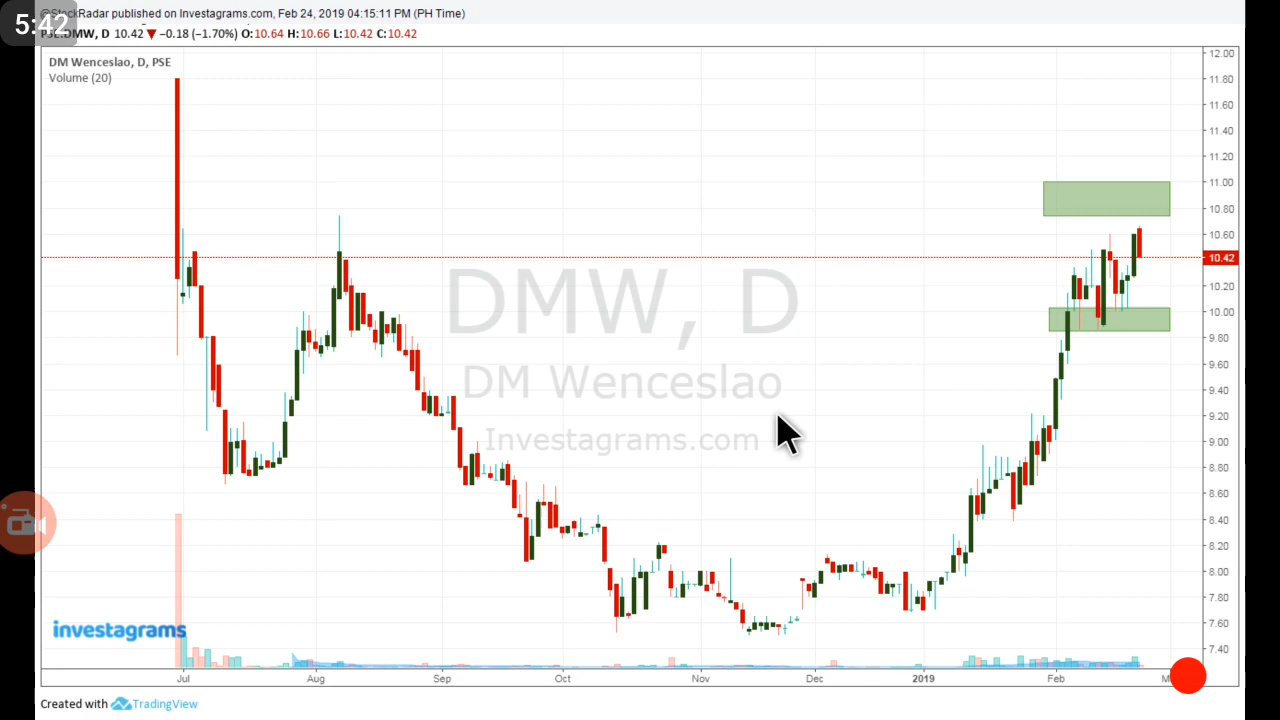 5:42
@StockRadar published on Investagrams.com, Feb 24, 2019 04:15:11 PM (PH Time)
PSE:DMW, D 10.42 ▼ −0.18 (−1.70%) O:10.64 H:10.66 L:10.42 C:10.42
DM Wenceslao, D, PSE
Volume (20)
12.00
11.80
11.60
11.40
11.20
11.00
10.80
10.60
10.42
10.20
10.00
9.80
9.60
9.40
9.20
9.00
8.80
8.60
8.40
8.20
8.00
7.80
7.60
7.40
DMW, D
DM Wenceslao
Investagrams.com
investagrams
Jul Aug Sep Oct Nov Dec 2019 Feb
Created with TradingView